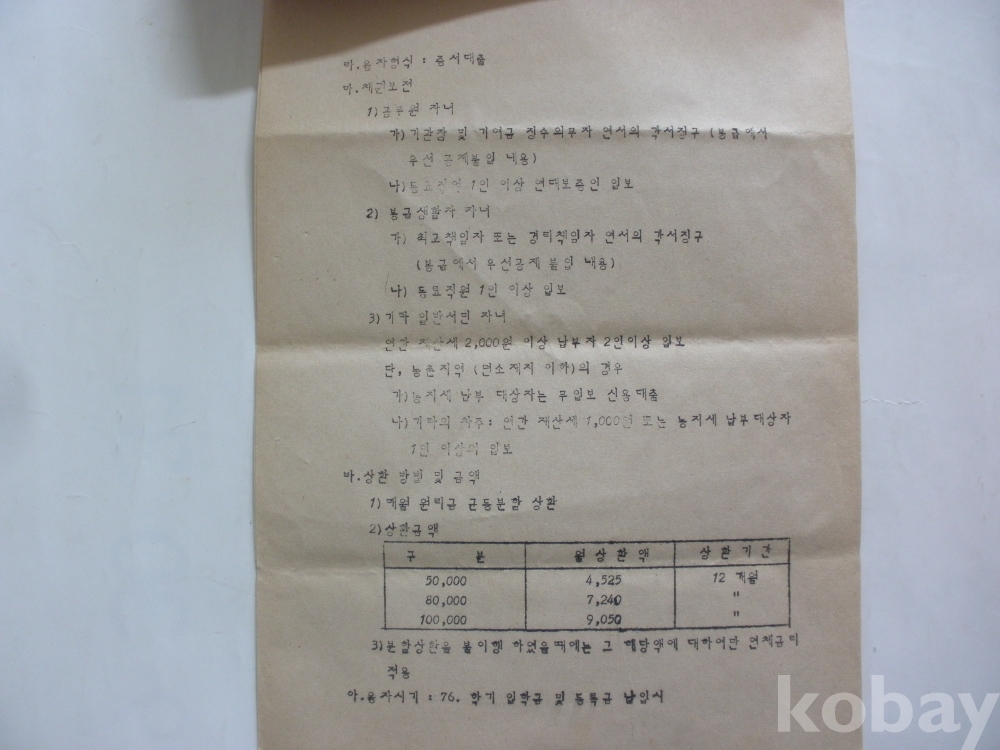 마.융자형식 : 증서대출
마.채권보전
1)공무원 자녀
가)기관장 및 기여금 징수의무자 연서의 각서징구 (봉급에서
우선 공제불입 내용)
나)동료직원 1인 이상 연대보증인 입보
2) 봉급생활자 자녀
가) 최고책임자 또는 경리책임자 연서의 각서징구
(봉급에서 우선공제 불입 내용)
나) 동료직원 1인 이상 입보
3)기타 일반서민 자녀
연간 재산세 2,000원 이상 납부자 2인이상 입보
단, 농촌지역 (면소재지 이하)의 경우
가)농지세 납부 대상자는 무입보 신용대출
나)기타의 차주: 연간 재산세 1,000원 또는 농지세 납부대상자
1인 이상의 입보
바.상환 방법 및 금액
1)매월 원리금 균등분할 상환
2)상환금액
구 분 월상환액 상환기간
50,000 4,525 12 개월
80,000 7,240 "
100,000 9,050 "
3)분할상환을 불이행 하였을때에는 그 해당액에 대하여만 연체금리
적용
아.융자시기 : 76. 학기 입학금 및 등록금 납입시
kobay